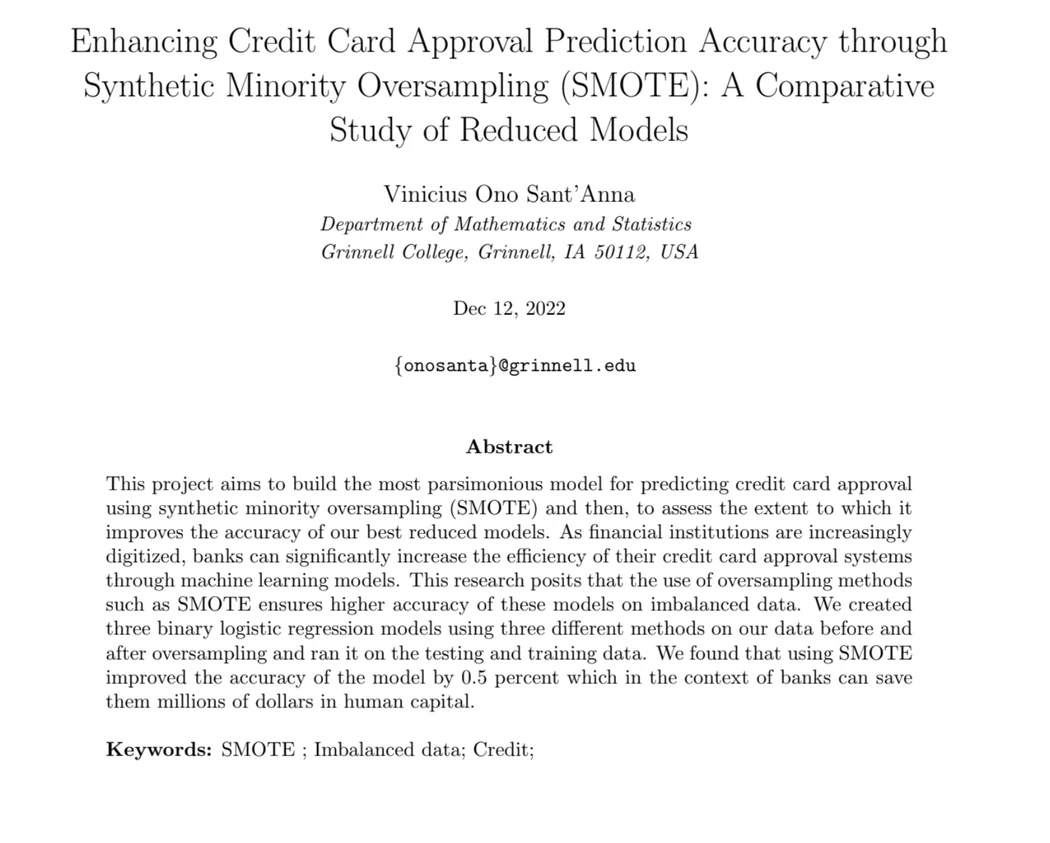 Enhancing Credit Card Approval Prediction Accuracy through
Synthetic Minority Oversampling (SMOTE): A Comparative
Study of Reduced Models
Vinicius Ono Sant'Anna
Department of Mathematics and Statistics
Grinnell College, Grinnell, IA 50112, USA
Dec 12, 2022
{onosanta}@grinnell.edu
Abstract
This project aims to build the most parsimonious model for predicting credit card approval
using synthetic minority oversampling (SMOTE) and then, to assess the extent to which it
improves the accuracy of our best reduced models. As financial institutions are increasingly
digitized, banks can significantly increase the efficiency of their credit card approval systems
through machine learning models. This research posits that the use of oversampling methods
such as SMOTE ensures higher accuracy of these models on imbalanced data. We created
three binary logistic regression models using three different methods on our data before and
after oversampling and ran it on the testing and training data. We found that using SMOTE
improved the accuracy of the model by 0.5 percent which in the context of banks can save
them millions of dollars in human capital.
Keywords: SMOTE ; Imbalanced data; Credit;